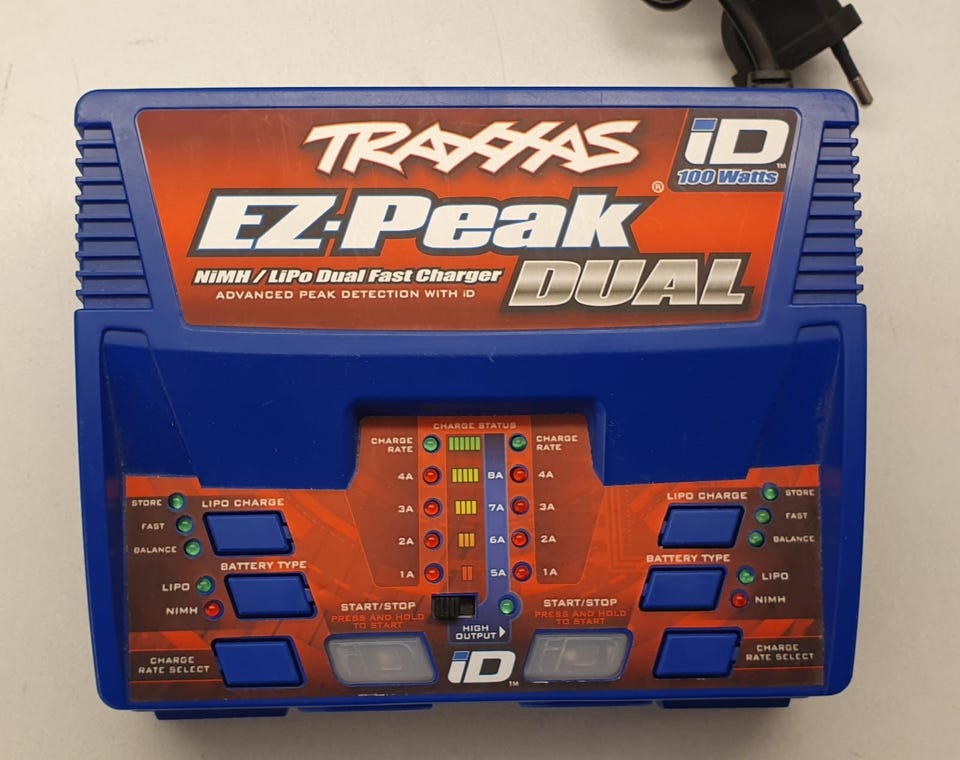 TRAXXAS
iD
™
100 Watts
EZ-Peak®
NiMH / LiPo Dual Fast Charger
DUAL
ADVANCED PEAK DETECTION WITH iD
CHARGE STATUS
CHARGE RATE
CHARGE RATE
4A 8A 4A
3A 7A 3A
2A 6A 2A
1A 5A 1A
HIGH OUTPUT
STORE
FAST
BALANCE
LIPO CHARGE
BATTERY TYPE
LIPO
NiMH
CHARGE
RATE SELECT
START/STOP
PRESS AND HOLD
TO START
iD
iD™
START/STOP
PRESS AND HOLD
TO START
iD
LIPO CHARGE
STORE
FAST
BALANCE
BATTERY TYPE
LIPO
NiMH
CHARGE
RATE SELECT